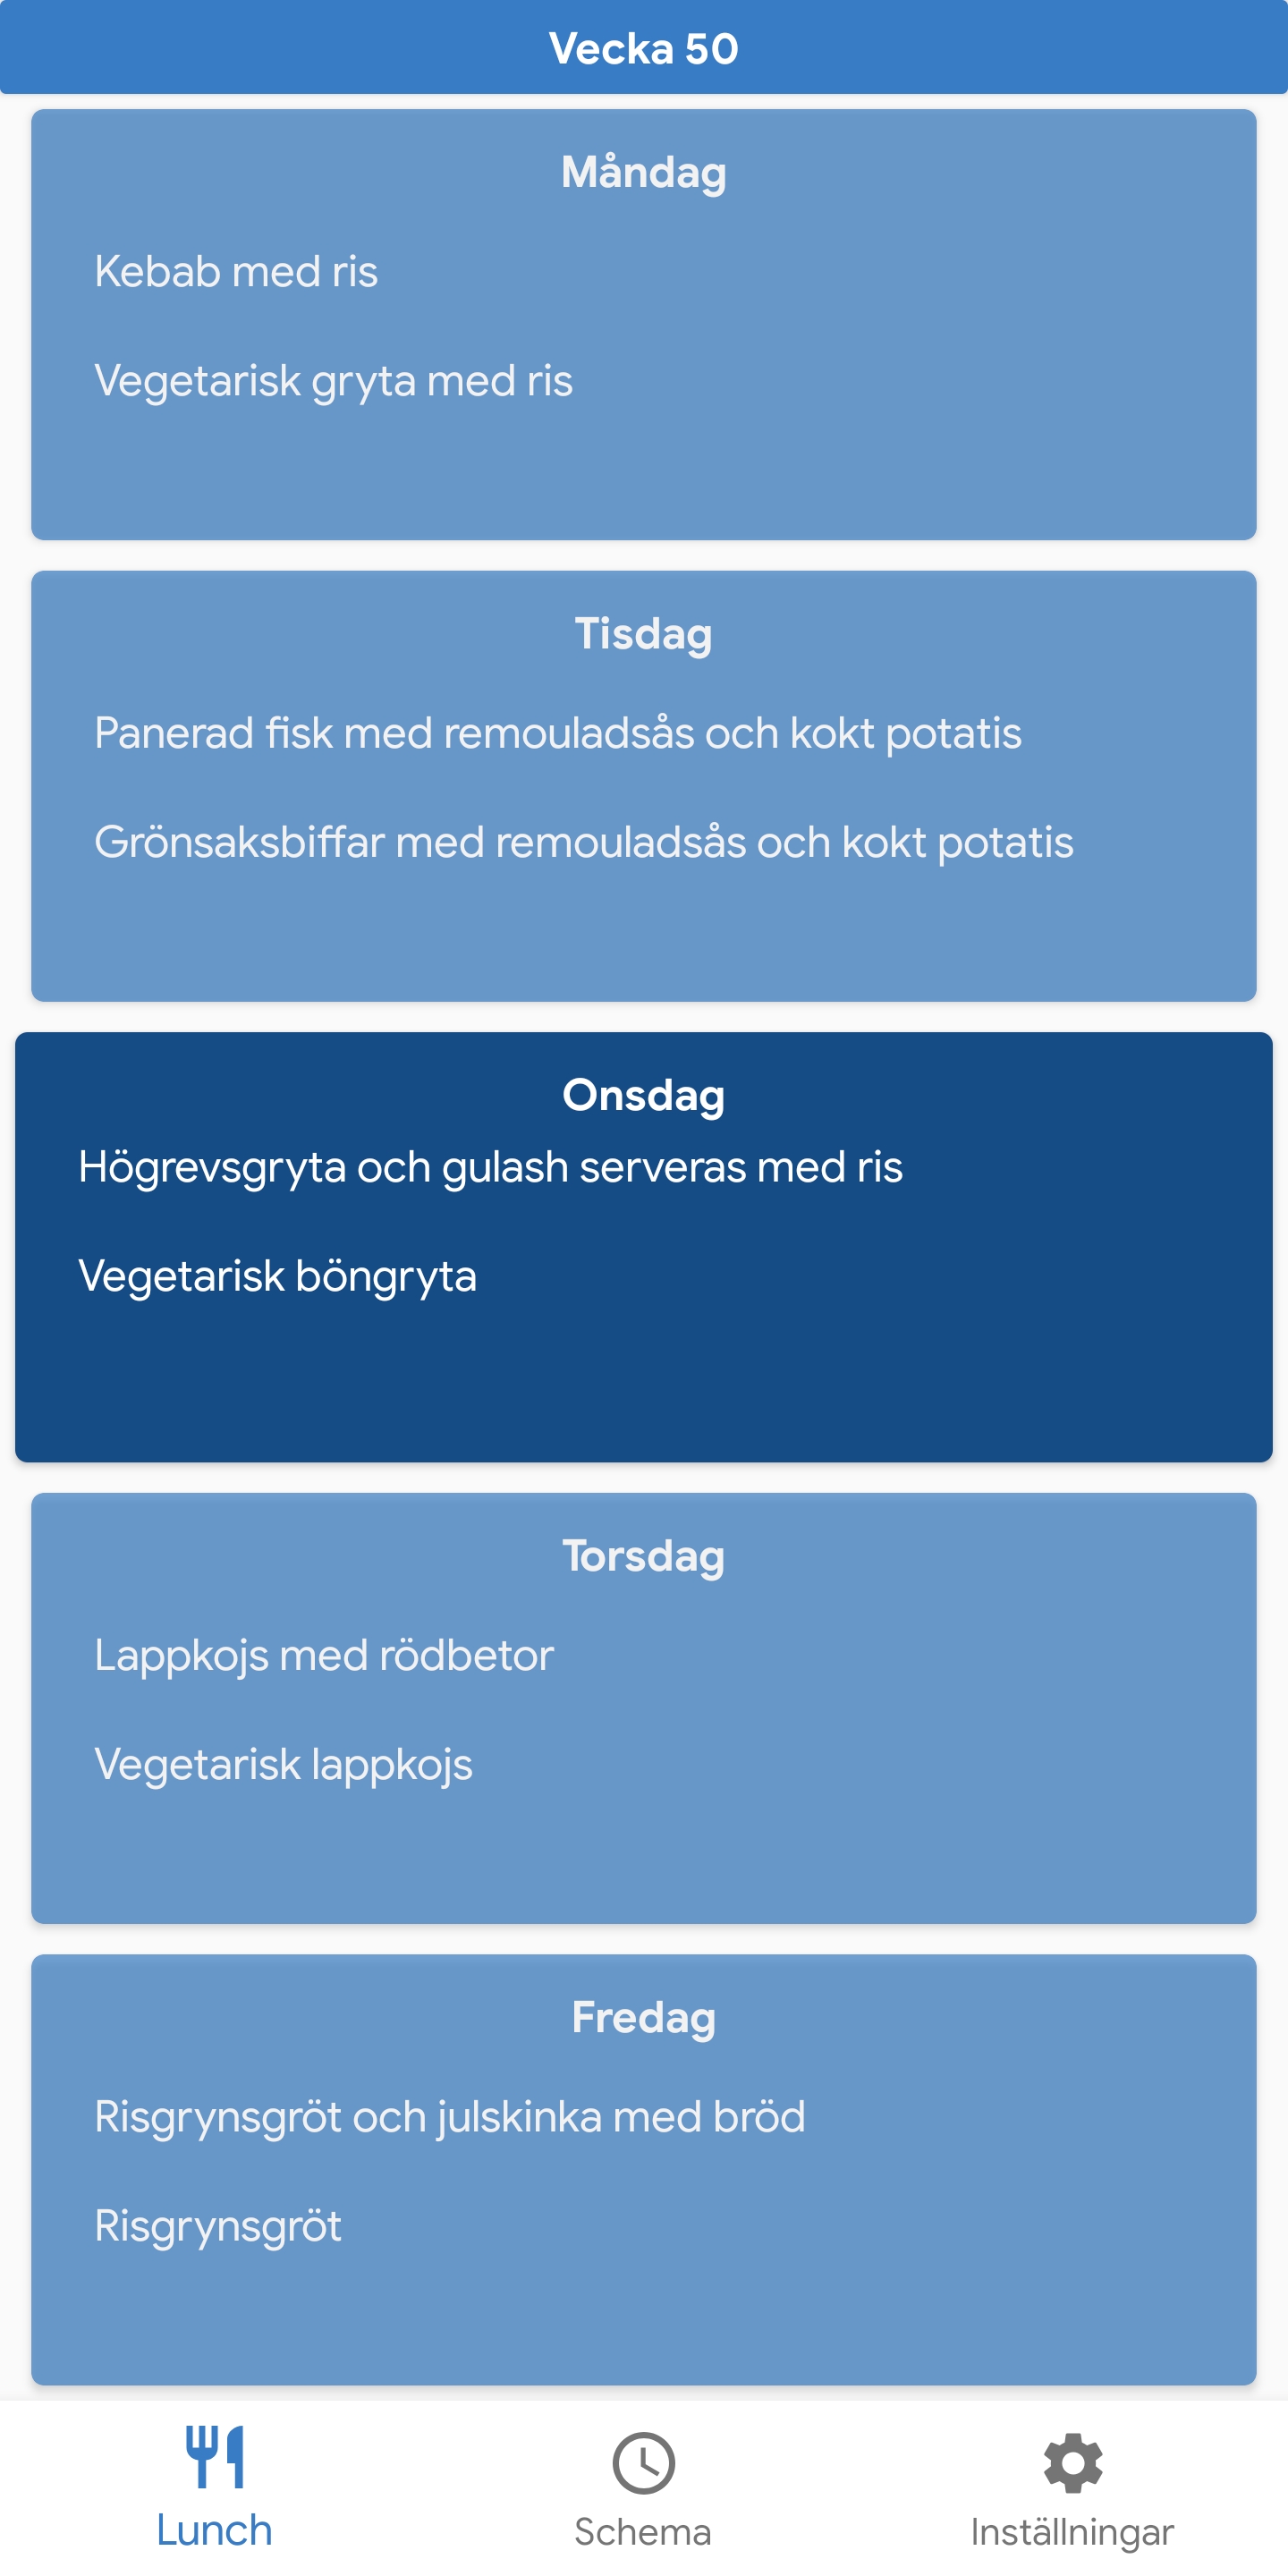 Vecka 50
Måndag
Kebab med ris
Vegetarisk gryta med ris
Tisdag
Panerad fisk med remouladsås och kokt potatis
Grönsaksbiffar med remouladsås och kokt potatis
Onsdag
Högrevsgryta och gulash serveras med ris
Vegetarisk böngryta
Torsdag
Lappkojs med rödbetor
Vegetarisk lappkojs
Fredag
Risgrynsgröt och julskinka med bröd
Risgrynsgröt
Lunch
Schema
Inställningar